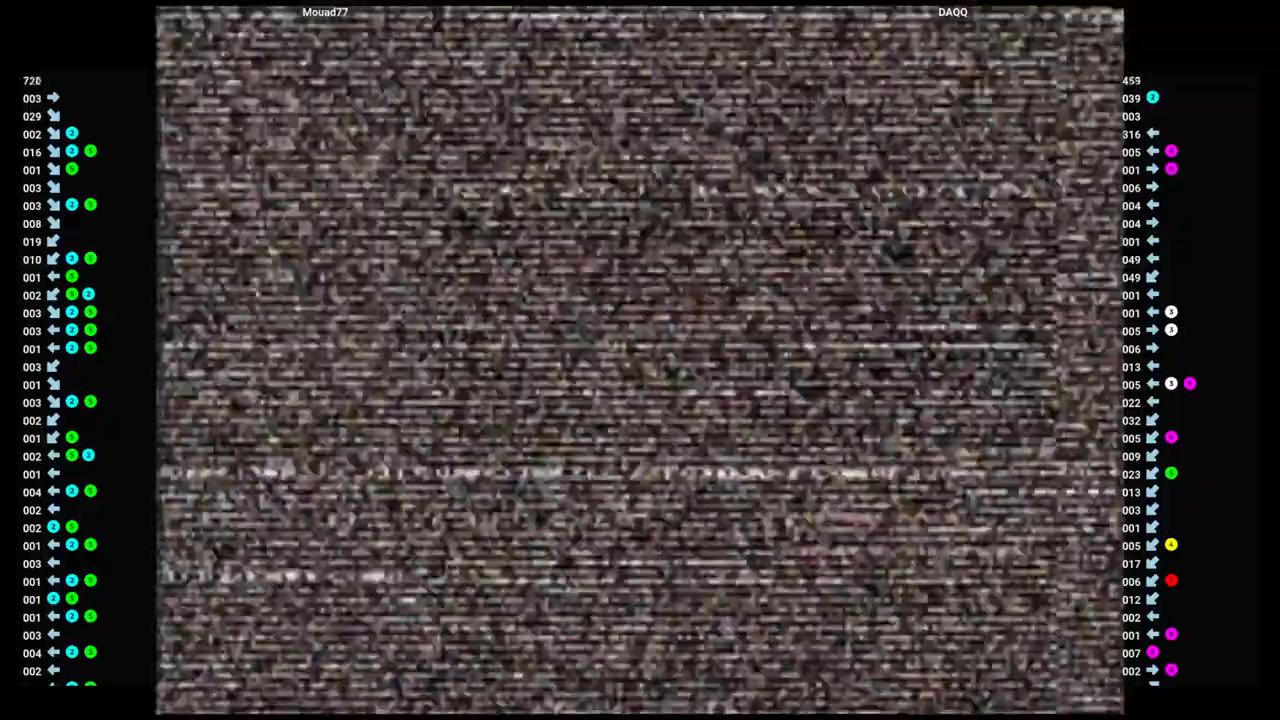 Mouad77
DAQQ
720
003
029
002 2
016 2 5
001 5
003
003 2 5
008
019
010 2 5
001 5
002 5 2
003 2 5
003 2 5
001 2 5
003
001
003 2 5
002
001 5
002 5 2
001
004 2 5
002
002 2 5
001 2 5
003
001 2 5
001 2 5
001 2 5
003
004 2 5
002
459
039 2
003
316
005
001
006
004
004
001
049
049
001
001 3
005 3
006
013
005 3
022
032
005
009
023 5
013
003
001
005 4
017
006
012
002
001
007
002